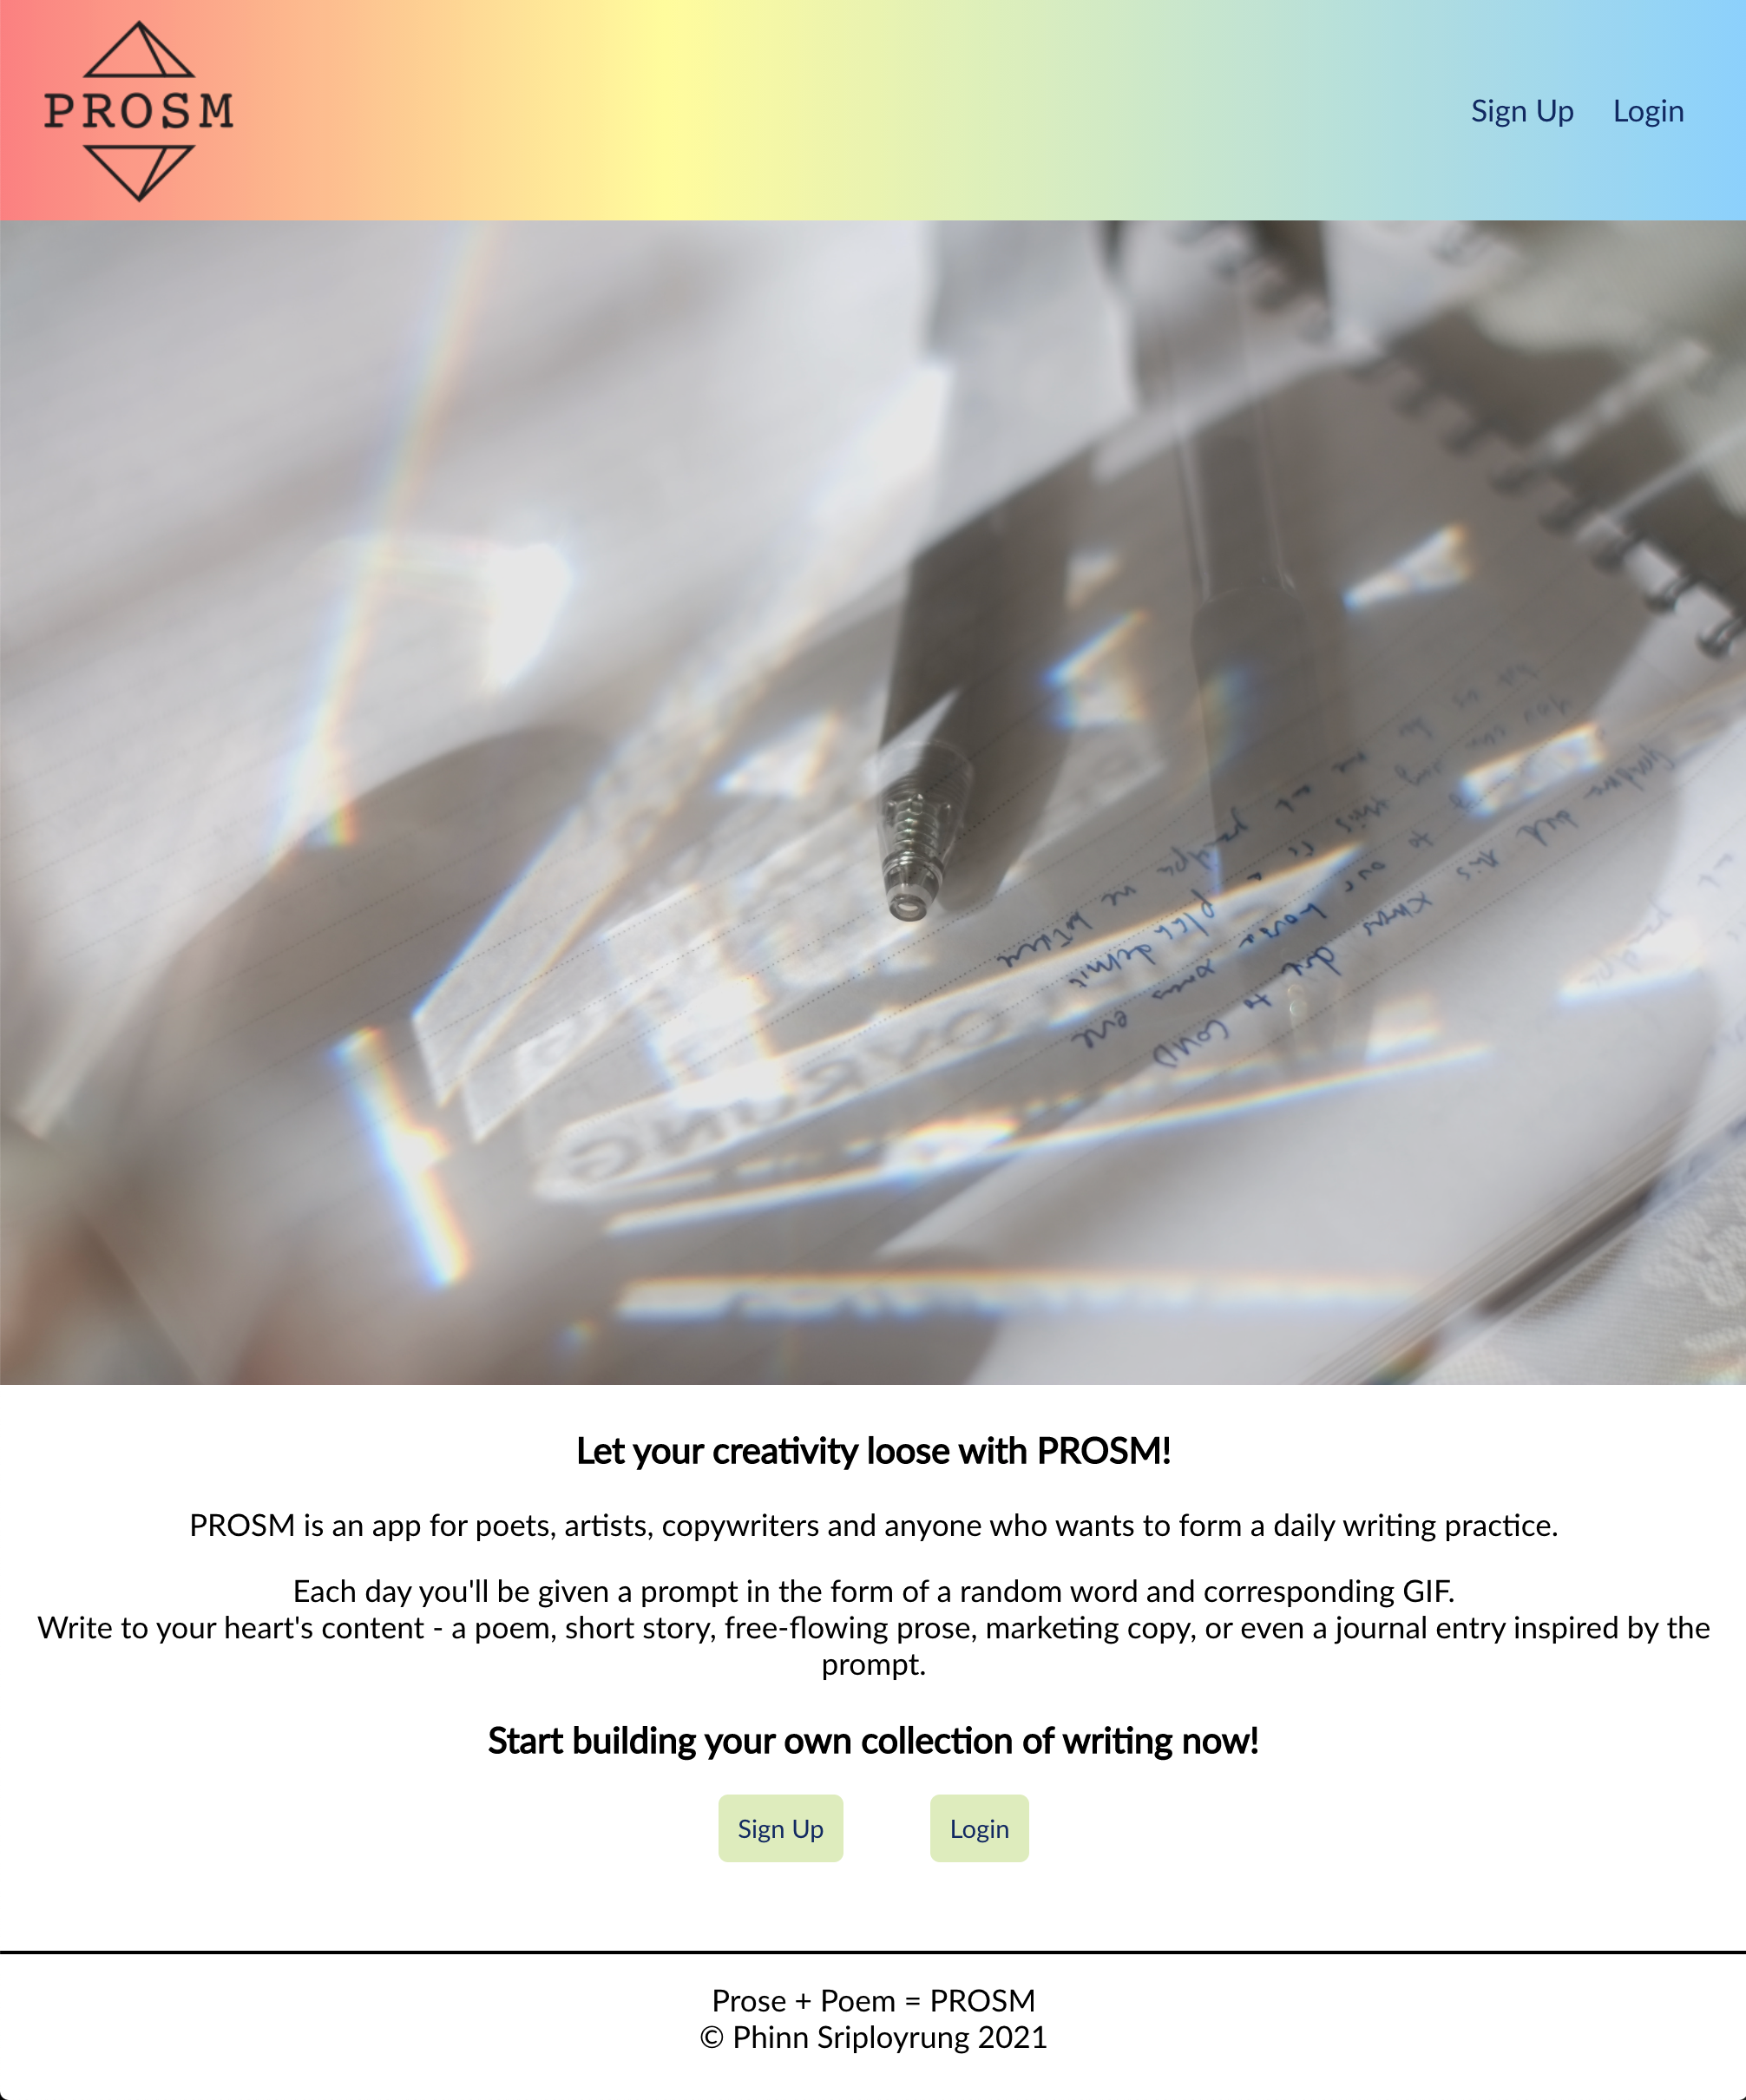 PROSM
Sign Up Login
Let your creativity loose with PROSM!
PROSM is an app for poets, artists, copywriters and anyone who wants to form a daily writing practice.
Each day you'll be given a prompt in the form of a random word and corresponding GIF.
Write to your heart's content - a poem, short story, free-flowing prose, marketing copy, or even a journal entry inspired by the
prompt.
Start building your own collection of writing now!
Sign Up Login
Prose + Poem = PROSM
© Phinn Sriployrung 2021